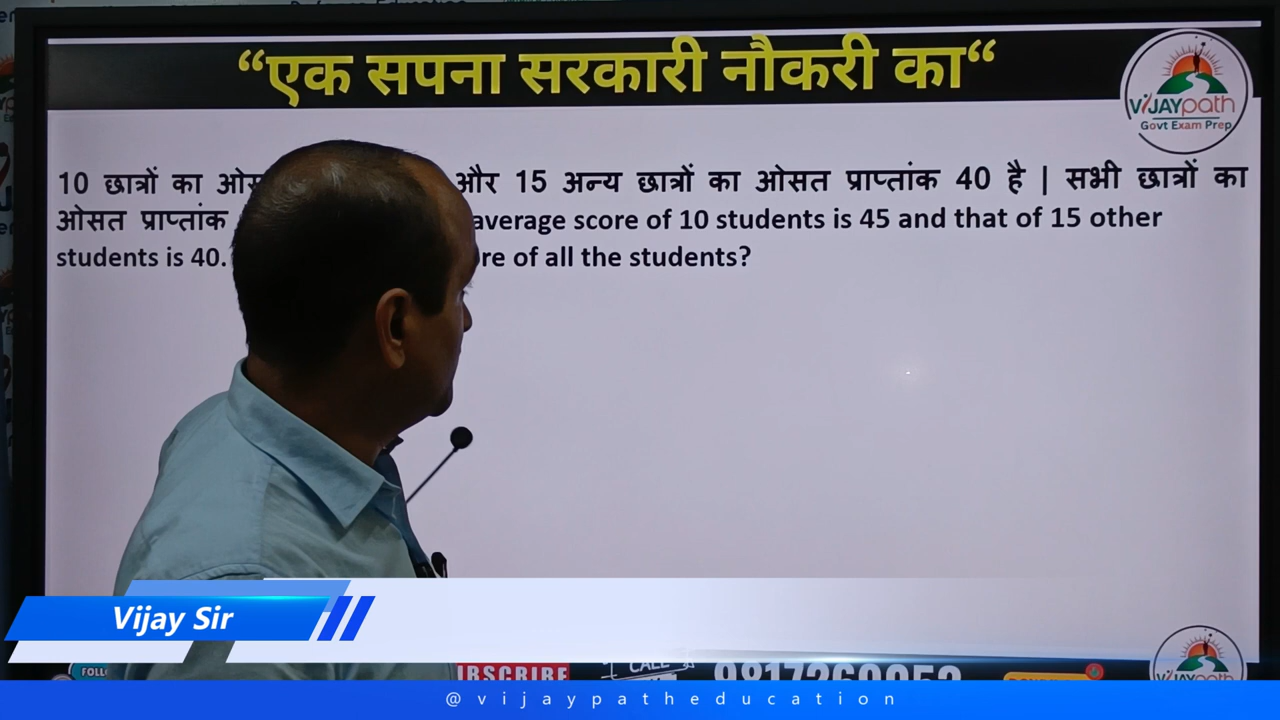 “एक सपना सरकारी नौकरी का“
VIJAYpath
Govt Exam Prep
10 छात्रों का और 15 अन्य छात्रों का ओसत प्राप्तांक 40 है | सभी छात्रों का
ओसत प्राप्तांक average score of 10 students is 45 and that of 15 other
students is 40. of all the students?
Vijay Sir
@vijaypatheducation